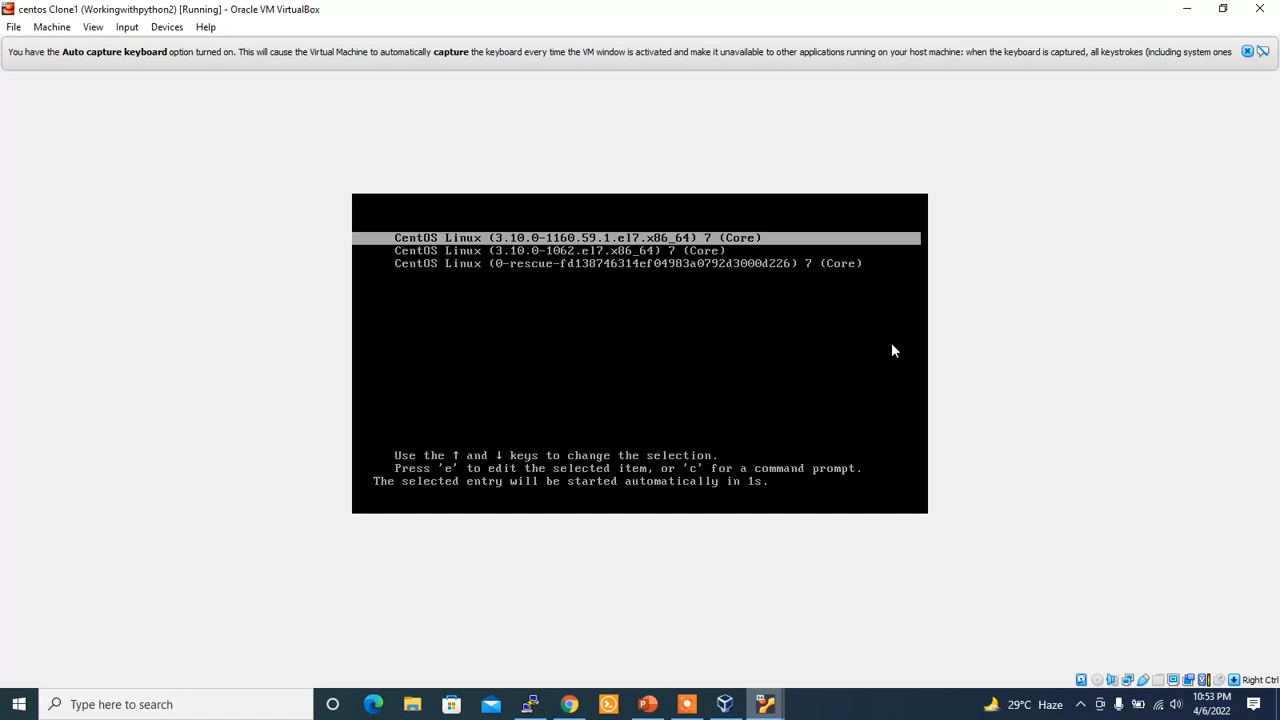 centos Clone1 (Workingwithpython2) [Running] - Oracle VM VirtualBox
File Machine View Input Devices Help
You have the Auto capture keyboard option turned on. This will cause the Virtual Machine to automatically capture the keyboard every time the VM window is activated and make it unavailable to other applications running on your host machine: when the keyboard is captured, all keystrokes (including system ones
CentOS Linux (3.10.0-1160.59.1.el7.x86_64) 7 (Core)
CentOS Linux (3.10.0-1062.el7.x86_64) 7 (Core)
CentOS Linux (0-rescue-fd138746314ef04983a0792d3000d226) 7 (Core)
Use the ↑ and ↓ keys to change the selection.
Press 'e' to edit the selected item, or 'c' for a command prompt.
The selected entry will be started automatically in 1s.
Right Ctrl
Type here to search
29°C Haze
10:53 PM
4/6/2022